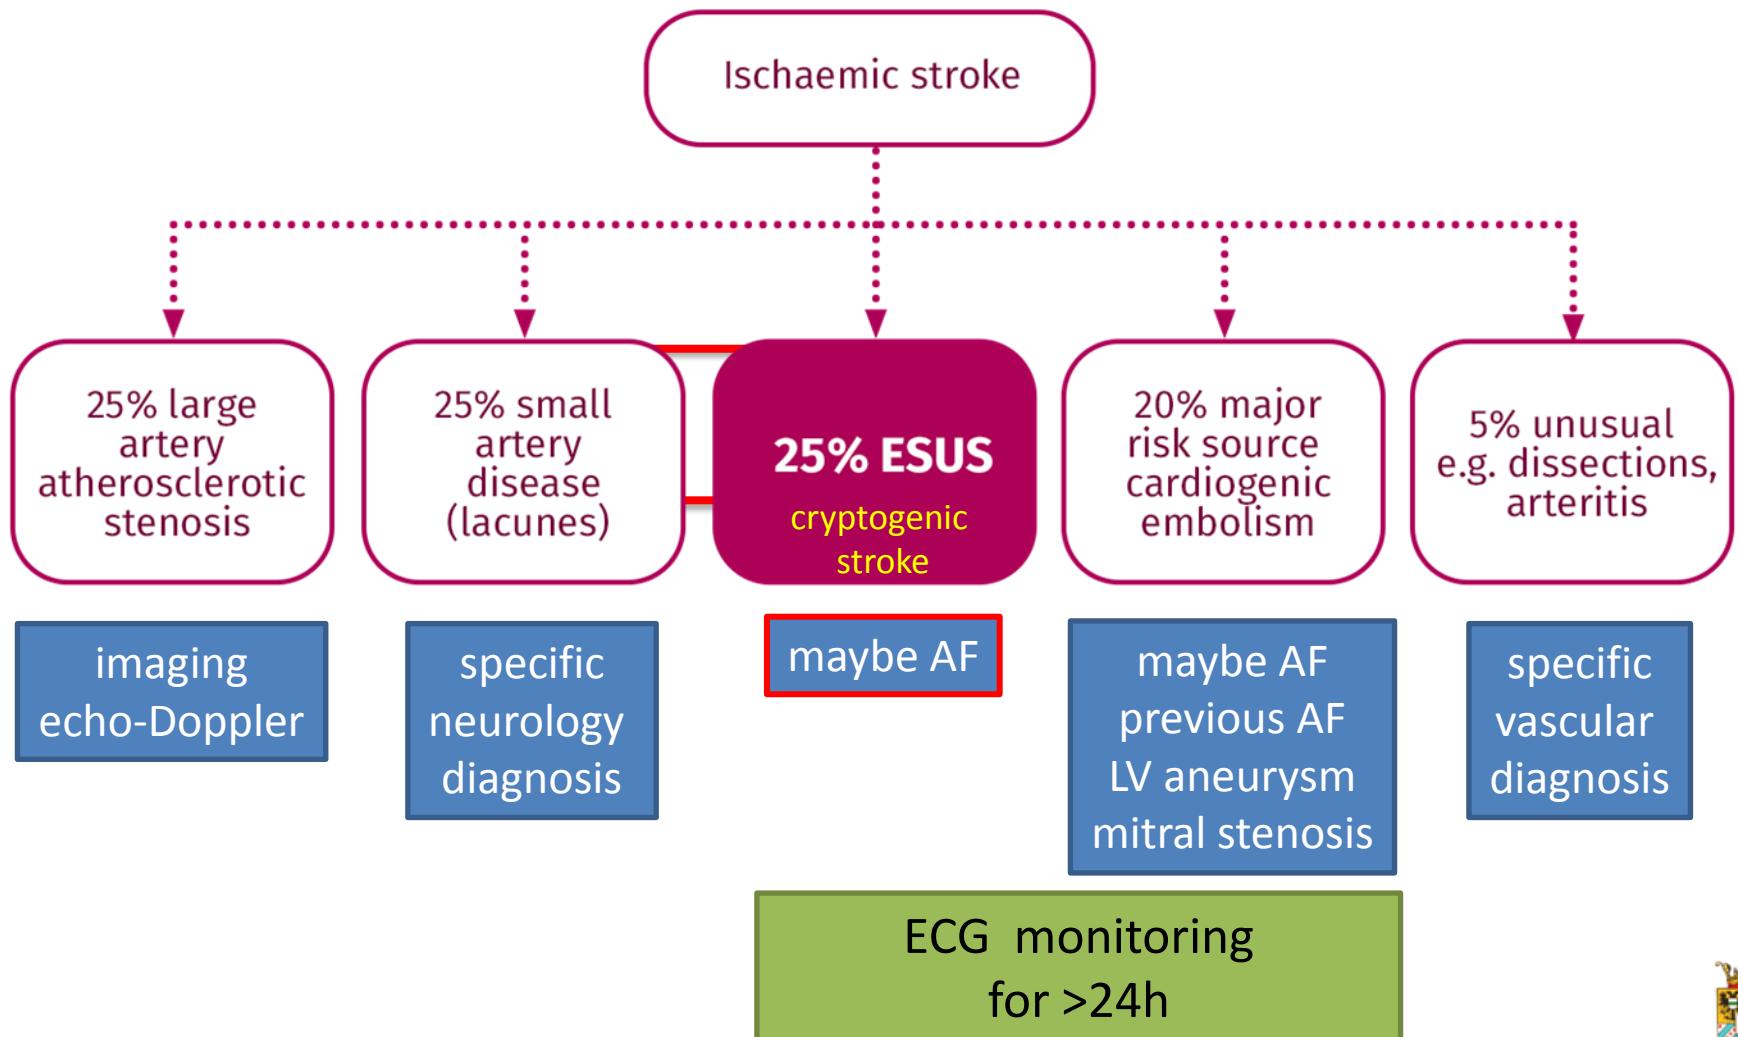 Ischaemic stroke
25% large
artery
atherosclerotic
stenosis
25% small
artery
disease
(lacunes)
25% ESUS
cryptogenic
stroke
20% major
risk source
cardiogenic
embolism
5% unusual
e.g. dissections,
arteritis
imaging
echo-Doppler
specific
neurology
diagnosis
maybe AF
maybe AF
previous AF
LV aneurysm
mitral stenosis
specific
vascular
diagnosis
ECG monitoring
for >24h